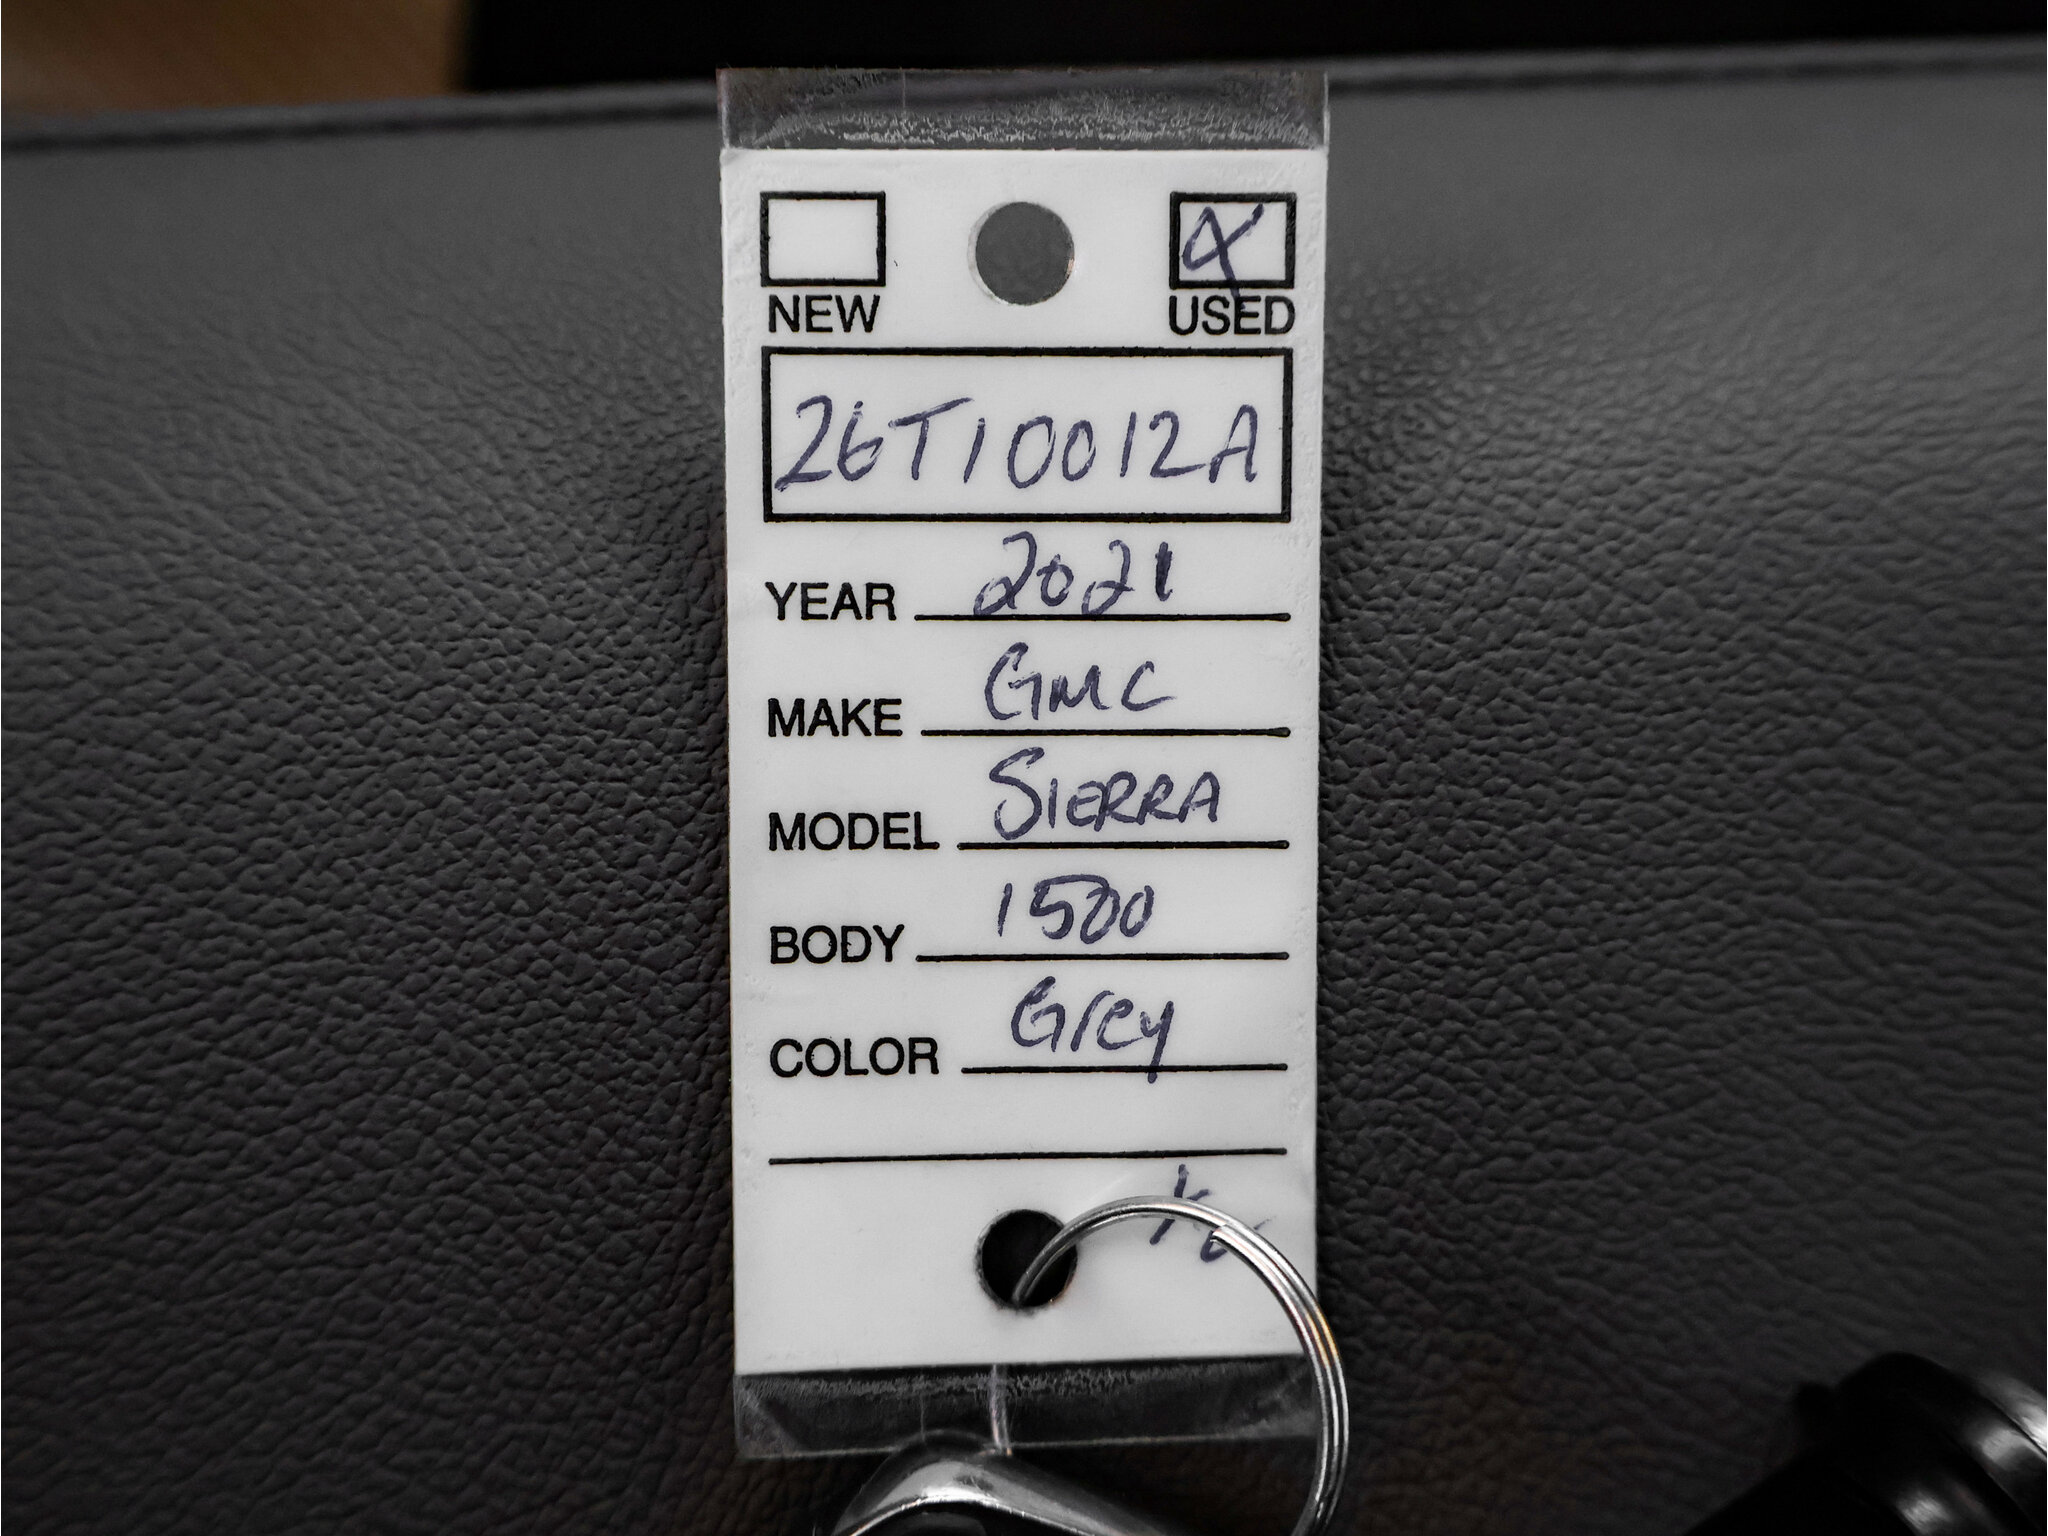 NEW USED
26T10012A
YEAR 2021
MAKE GMC
MODEL SIERRA
BODY 1500
COLOR Grey